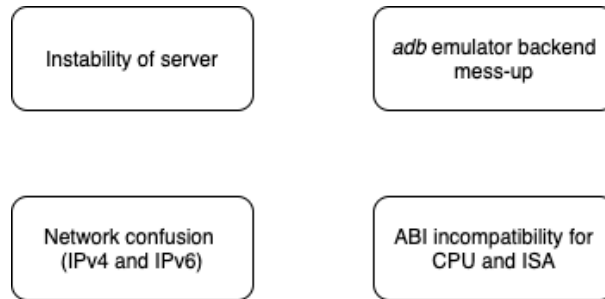 Instability of server
adb emulator backend
mess-up
Network confusion
(IPv4 and IPv6)
ABI incompatibility for
CPU and ISA